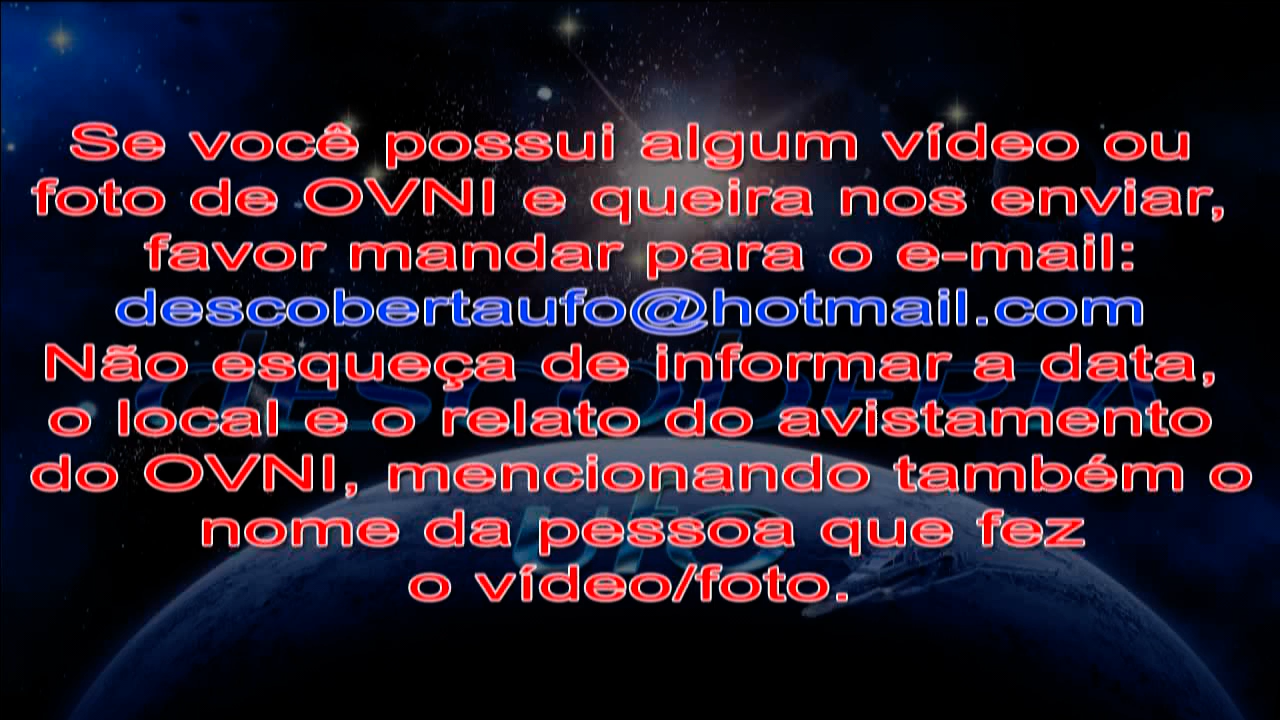 Se você possui algum vídeo ou
foto de OVNI e queira nos enviar,
favor mandar para o e-mail:
descobertaufo@hotmail.com
Não esqueça de informar a data,
o local e o relato do avistamento
do OVNI, mencionando também o
nome da pessoa que fez
o vídeo/foto.
descoberta
ufo